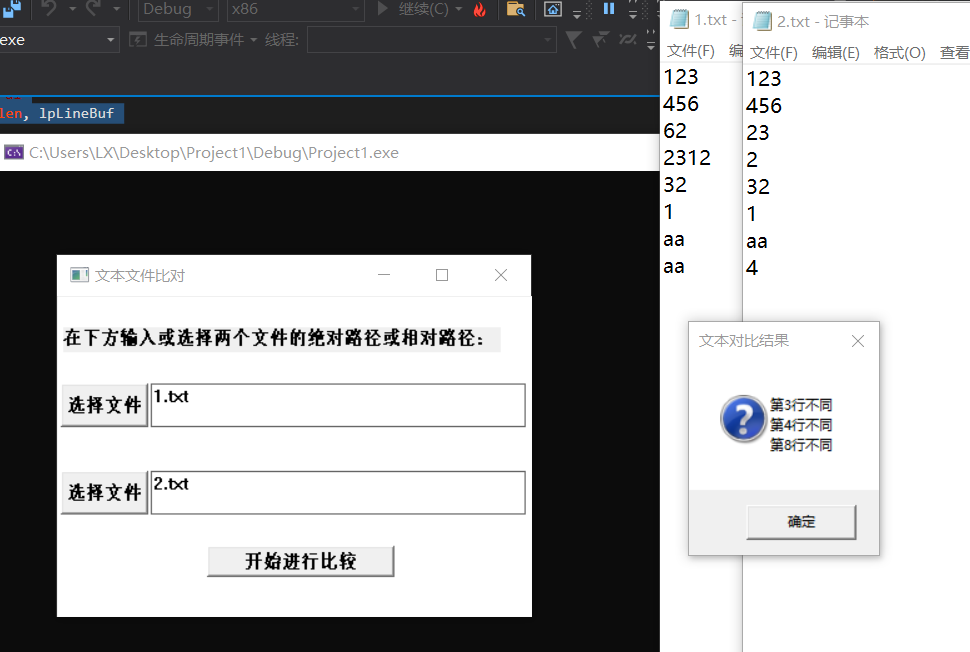 Debug
x86
继续(C)
exe
生命周期事件
线程:
len, lpLineBuf
C:\Users\LX\Desktop\Project1\Debug\Project1.exe
文本文件比对
在下方输入或选择两个文件的绝对路径或相对路径：
选择文件
1.txt
选择文件
2.txt
开始进行比较
1.txt -
文件(F) 编
123
456
62
2312
32
1
aa
aa
2.txt - 记事本
文件(F) 编辑(E) 格式(O) 查看
123
456
23
2
32
1
aa
4
文本对比结果
第3行不同
第4行不同
第8行不同
确定